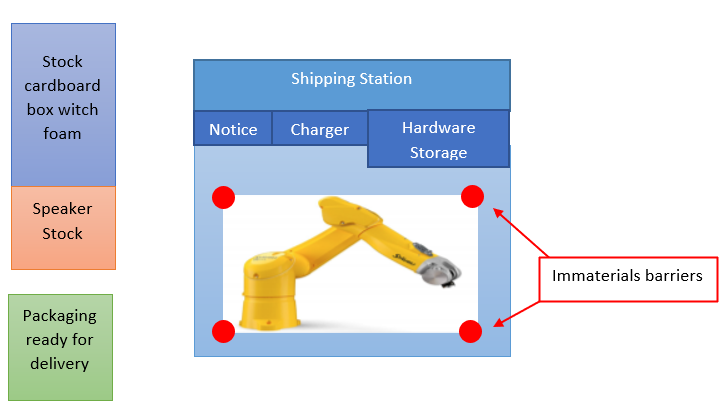 Stock
cardboard
box witch
foam
Speaker
Stock
Packaging
ready for
delivery
Shipping Station
Notice
Charger
Hardware
Storage
Immaterials barriers